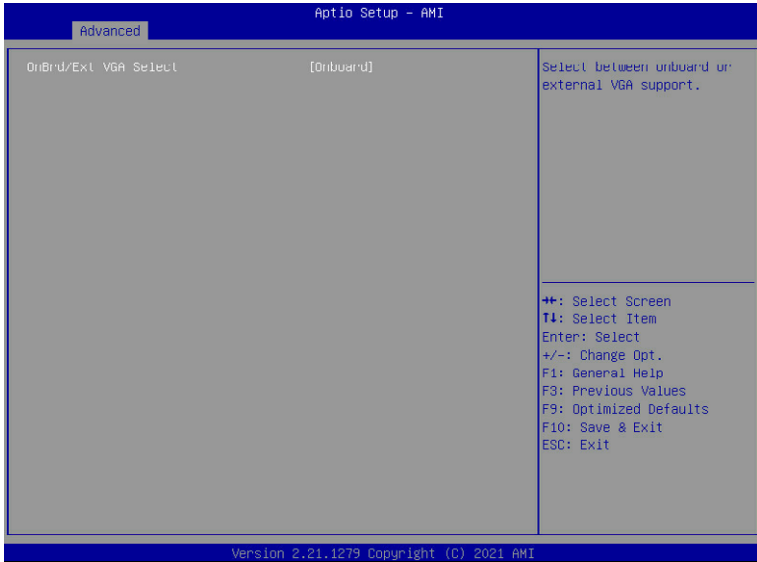 Aptio Setup - AMI
Advanced
OnBrd/Ext VGA Select [Onboard]
Select between onboard or
external VGA support.
→←: Select Screen
↑↓: Select Item
Enter: Select
+/-: Change Opt.
F1: General Help
F3: Previous Values
F9: Optimized Defaults
F10: Save & Exit
ESC: Exit
Version 2.21.1279 Copyright (C) 2021 AMI